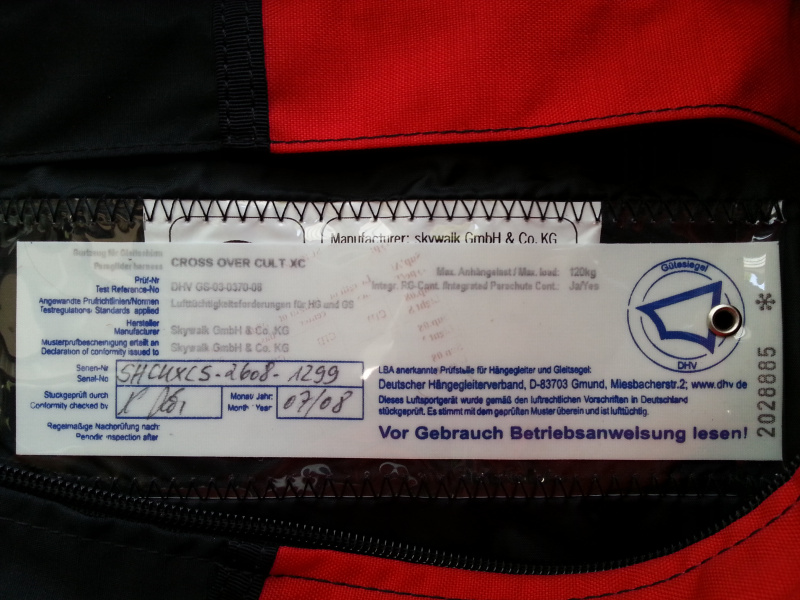 Manufacturer: skywalk GmbH & Co. KG
Gurtzeug für Gleitschirm
Paraglider harness
CROSS OVER CULT XC
Max. Anhängelast / Max. load: 120kg
Prüf-Nr
Test Reference-No
DHV GS-03-0370-08
Integr. RG-Cont. /Integrated Parachute Cont.: Ja/Yes
Angewandte Prüfrichtlinien/Normen
Testregulations/Standards applied
Lufttüchtigkeitsforderungen für HG und GS
Hersteller
Manufacturer
Skywalk GmbH & Co. KG
Musterprüfbescheinigung erteilt an
Declaration of conformity issued to
Skywalk GmbH & Co. KG
Serien-Nr
Serial-No
SHCUXCS-2608-1299
Stückgeprüft durch
Conformity checked by
Monat/Jahr:
Month/Year
07/08
Regelmäßige Nachprüfung nach
Periodic inspection after
LBA anerkannte Prüfstelle für Hängegleiter und Gleitsegel:
Deutscher Hängegleiterverband, D-83703 Gmund, Miesbacherstr.2; www.dhv.de
Dieses Luftsportgerät wurde gemäß den luftrechtlichen Vorschriften in Deutschland
stückgeprüft. Es stimmt mit dem geprüften Muster überein und ist lufttüchtig.
Vor Gebrauch Betriebsanweisung lesen!
Gütesiegel
DHV
2028885 *